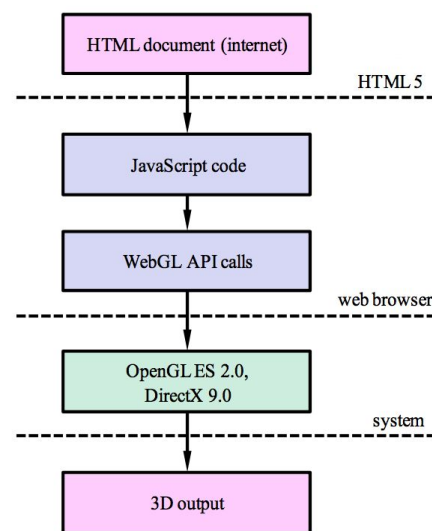 HTML document (internet)
HTML 5
JavaScript code
WebGL API calls
web browser
OpenGL ES 2.0,
DirectX 9.0
system
3D output